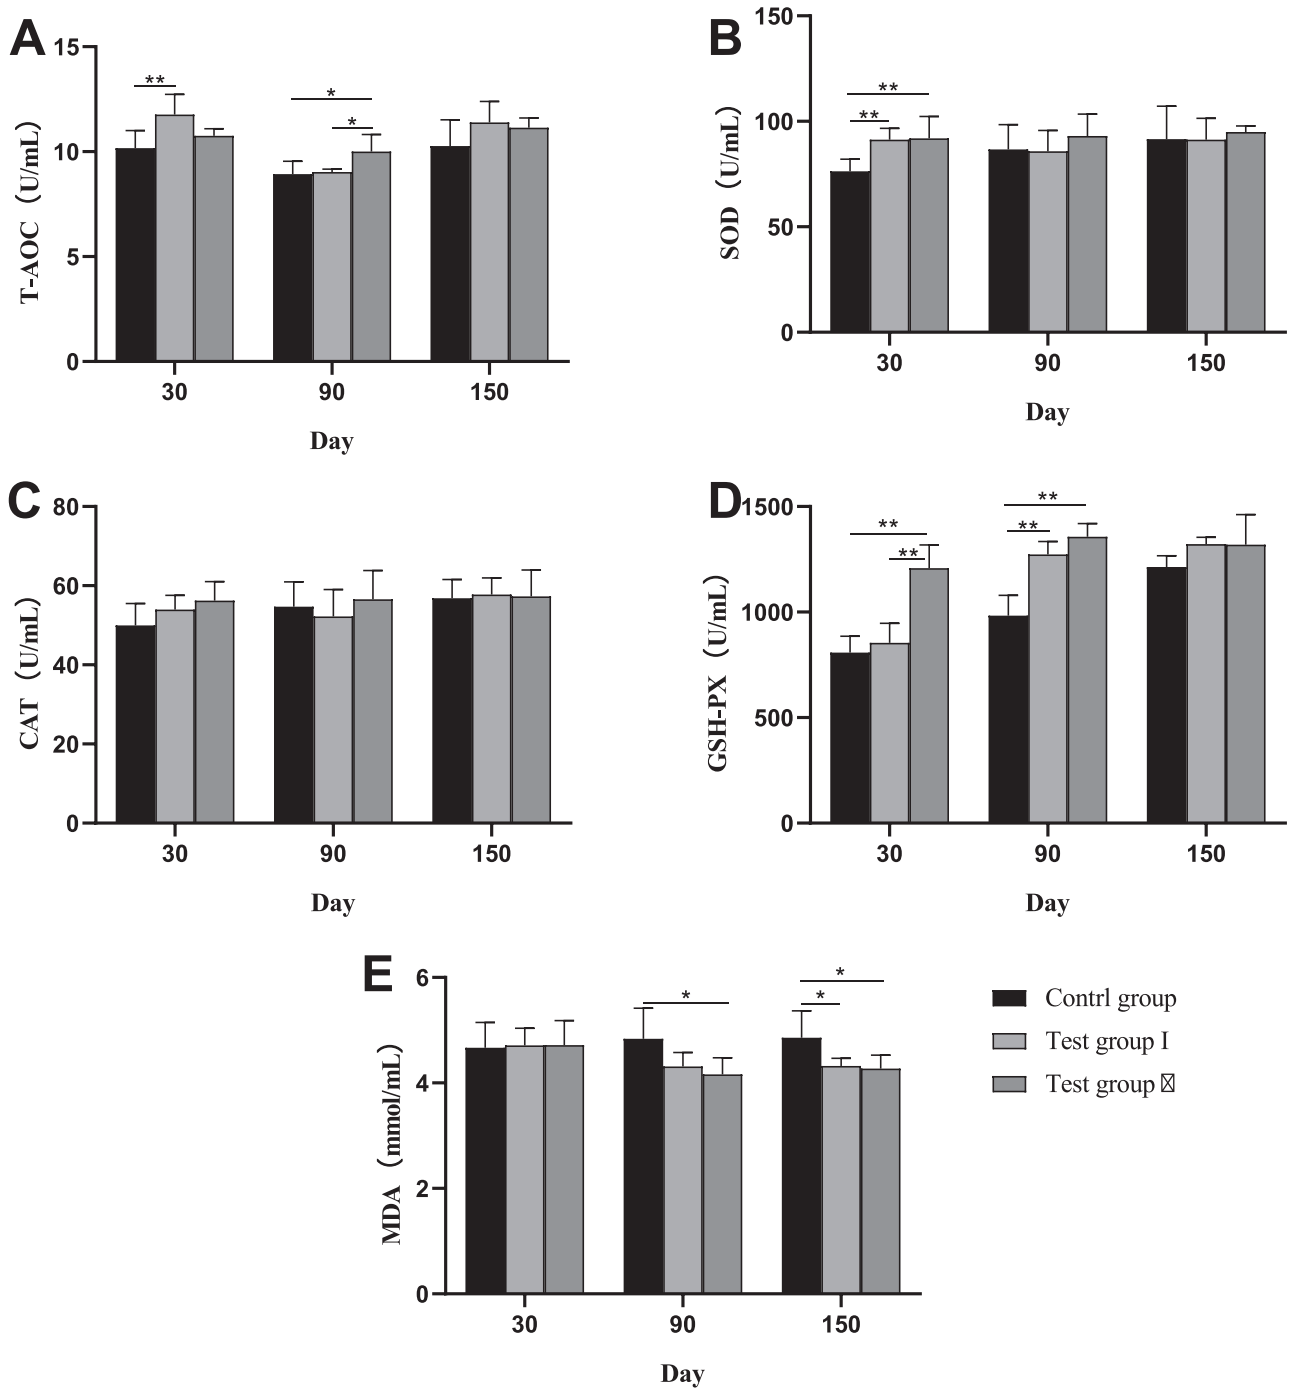 A
15
10
5
0
T-AOC (U/mL)
**
*
*
30 90 150
Day
B
150
100
50
0
SOD (U/mL)
**
**
30 90 150
Day
C
80
60
40
20
0
CAT (U/mL)
30 90 150
Day
D
1500
1000
500
0
GSH-PX (U/mL)
**
**
**
**
30 90 150
Day
E
6
4
2
0
MDA (mmol/mL)
*
*
*
30 90 150
Day
Contrl group
Test group I
Test group